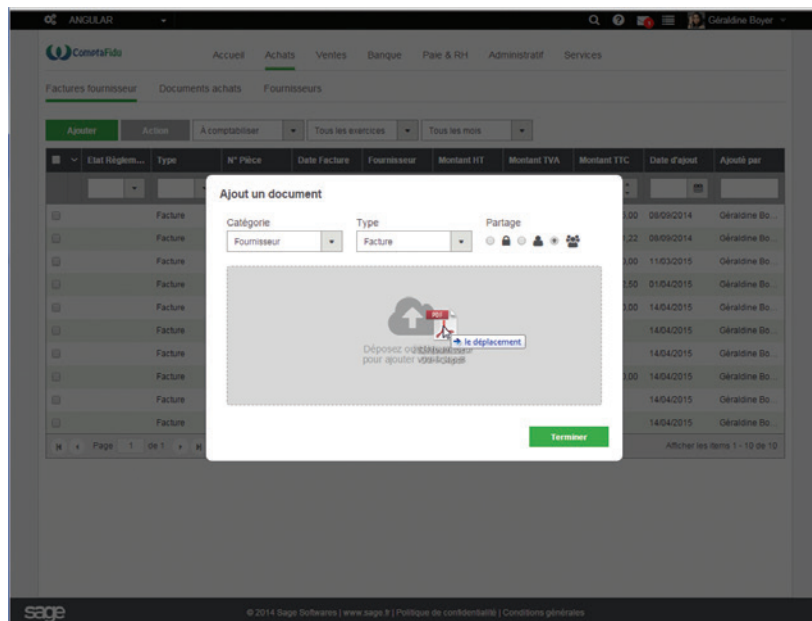 ANGULAR
Géraldine Boyer
CometaFido
Accueil Achats Ventes Banque Paie & RH Administratif Services
Factures fournisseur Documents achats Fournisseurs
Ajouter Action À comptabiliser Tous les exercices Tous les mois
Etat Règlem... Type N° Pièce Date Facture Fournisseur Montant HT Montant TVA Montant TTC Date d'ajout Ajouté par
Ajout un document
Catégorie Type Partage
Fournisseur Facture
Facture 08/09/2014 Géraldine Bo...
Facture 08/09/2014 Géraldine Bo...
Facture 11/03/2015 Géraldine Bo...
Facture 01/04/2015 Géraldine Bo...
Facture 14/04/2015 Géraldine Bo...
Facture 14/04/2015 Géraldine Bo...
Facture 14/04/2015 Géraldine Bo...
Facture 14/04/2015 Géraldine Bo...
Facture 14/04/2015 Géraldine Bo...
Facture 14/04/2015 Géraldine Bo...
PDF
le déplacement
Déposez
pour ajouter
Terminer
Page 1 de 1 Afficher les items 1 - 10 de 10
sage © 2014 Sage Softwares | www.sage.fr | Politique de confidentialité | Conditions générales